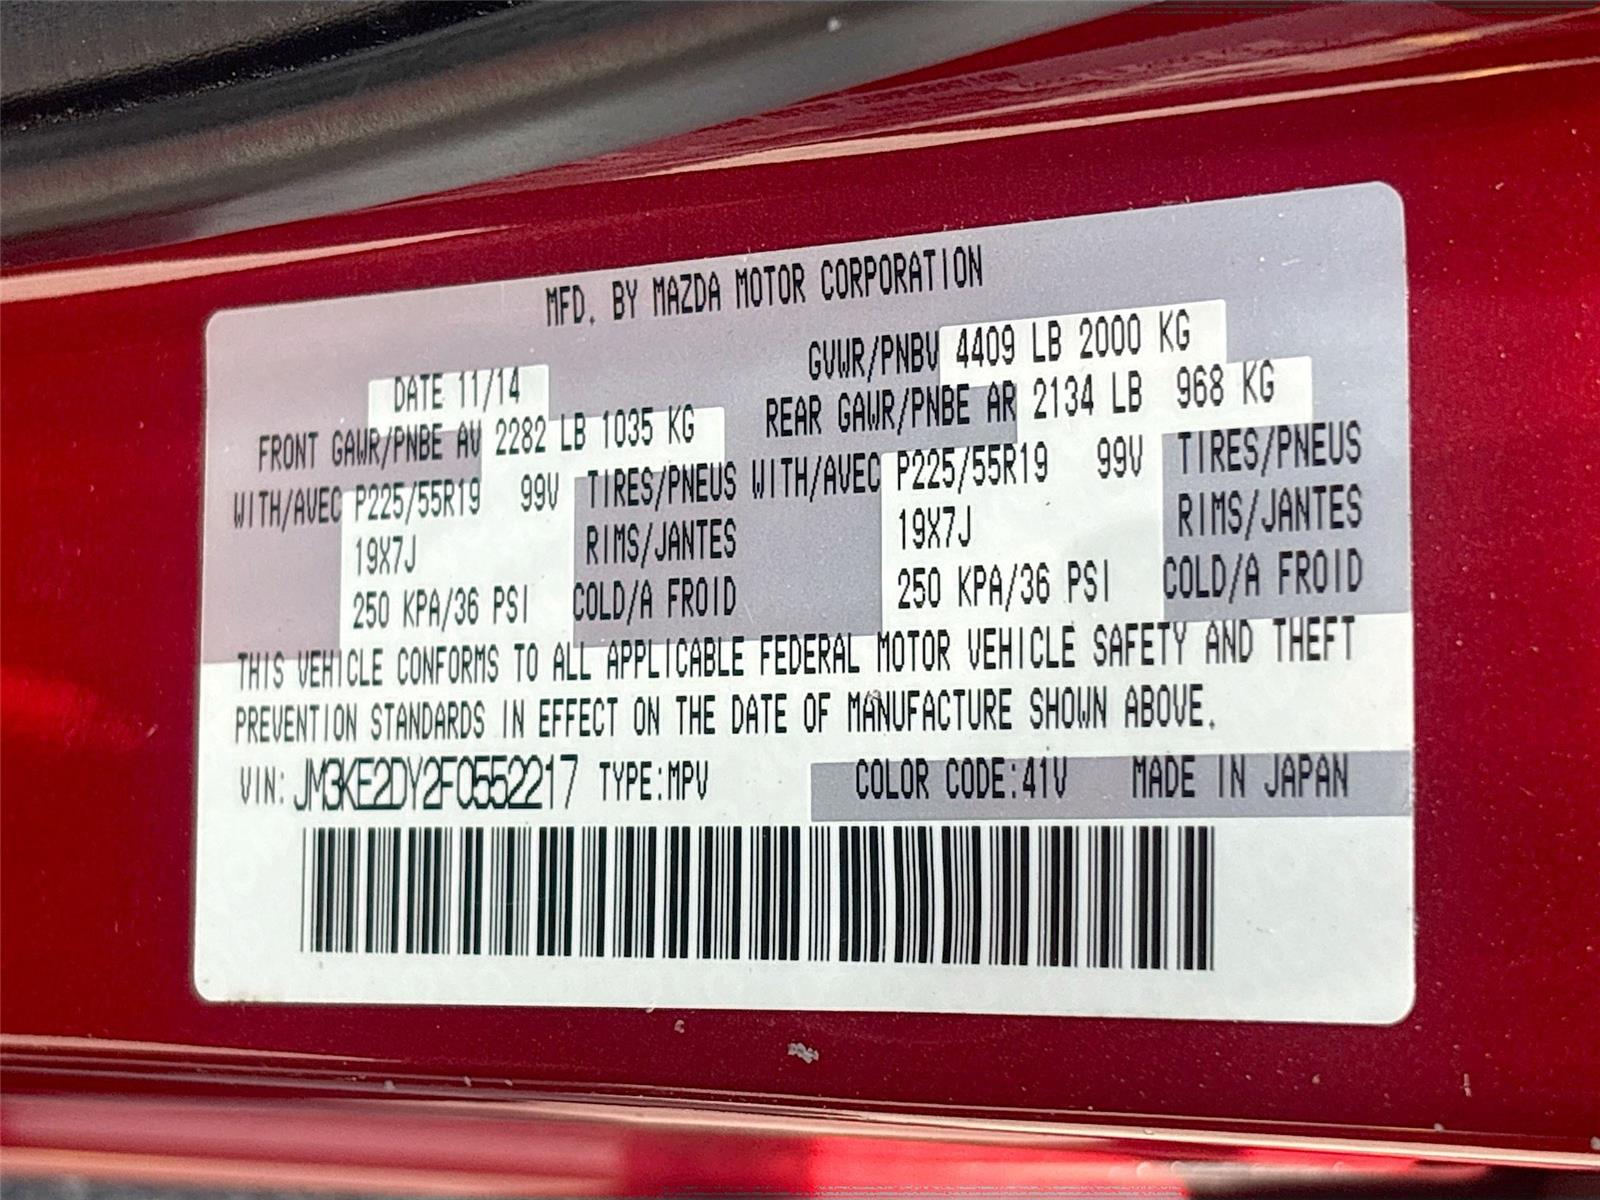 MFD. BY MAZDA MOTOR CORPORATION
DATE 11/14 GVWR/PNBV 4409 LB 2000 KG
FRONT GAWR/PNBE AV 2282 LB 1035 KG REAR GAWR/PNBE AR 2134 LB 968 KG
WITH/AVEC P225/55R19 99V TIRES/PNEUS WITH/AVEC P225/55R19 99V TIRES/PNEUS
19X7J RIMS/JANTES 19X7J RIMS/JANTES
250 KPA/36 PSI COLD/A FROID 250 KPA/36 PSI COLD/A FROID
THIS VEHICLE CONFORMS TO ALL APPLICABLE FEDERAL MOTOR VEHICLE SAFETY AND THEFT
PREVENTION STANDARDS IN EFFECT ON THE DATE OF MANUFACTURE SHOWN ABOVE.
VIN: JM3KE2DY2F0552217 TYPE:MPV COLOR CODE:41V MADE IN JAPAN